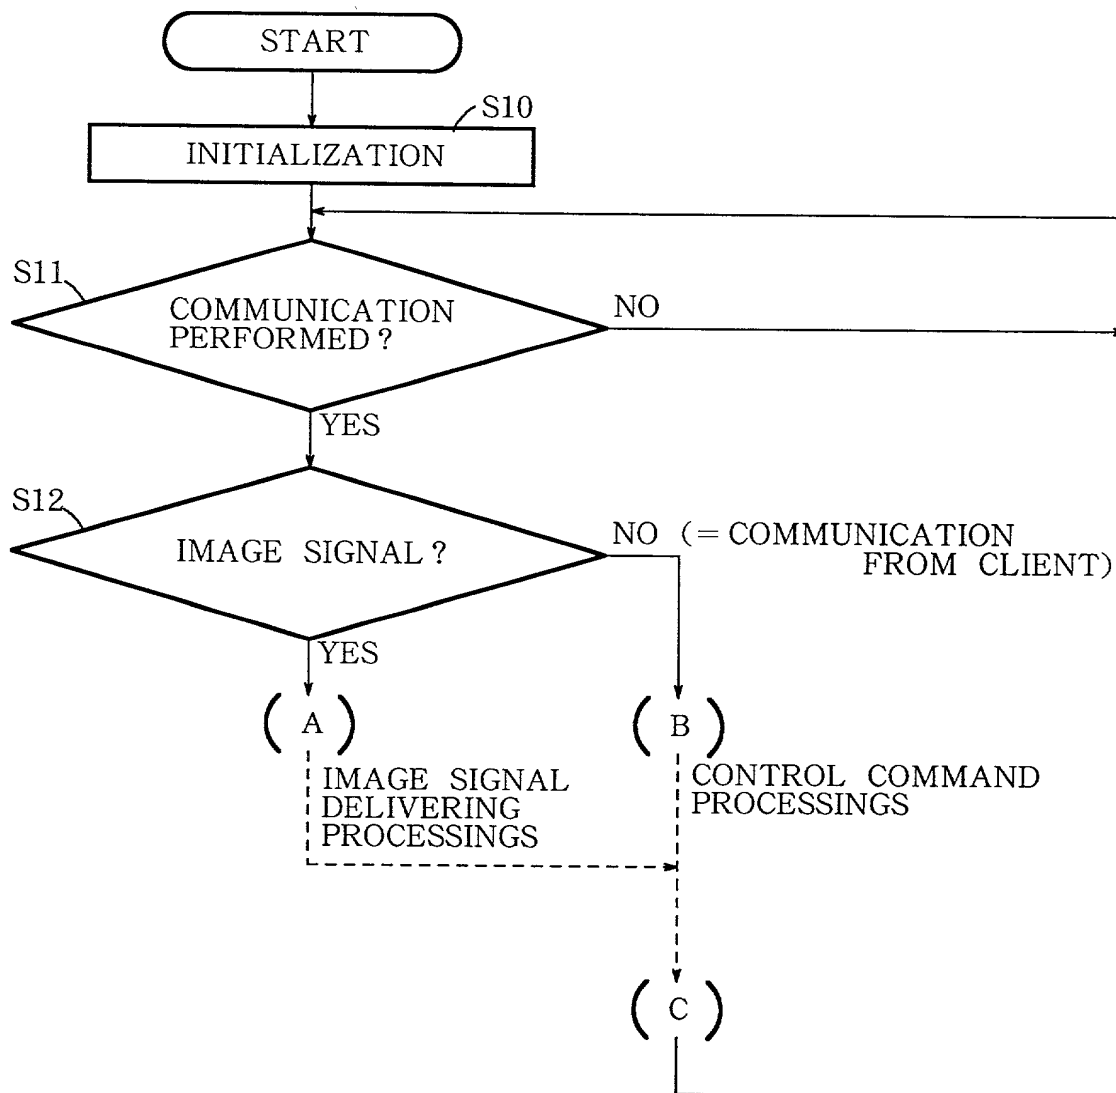 START
S10
INITIALIZATION
S11
COMMUNICATION
PERFORMED?
NO
YES
S12
IMAGE SIGNAL?
NO (=COMMUNICATION
FROM CLIENT)
YES
(A)
(B)
IMAGE SIGNAL
DELIVERING
PROCESSINGS
CONTROL COMMAND
PROCESSINGS
(C)